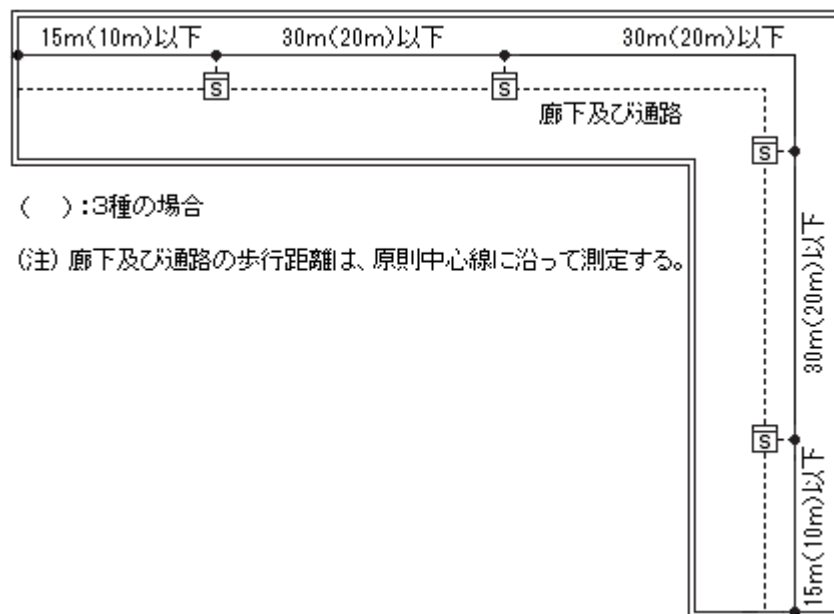 15m(10m)以下
30m(20m)以下
30m(20m)以下
S
S
廊下及び通路
S
( ):3種の場合
(注) 廊下及び通路の歩行距離は、原則中心線に沿って測定する。
30m(20m)以下
S
15m(10m)以下